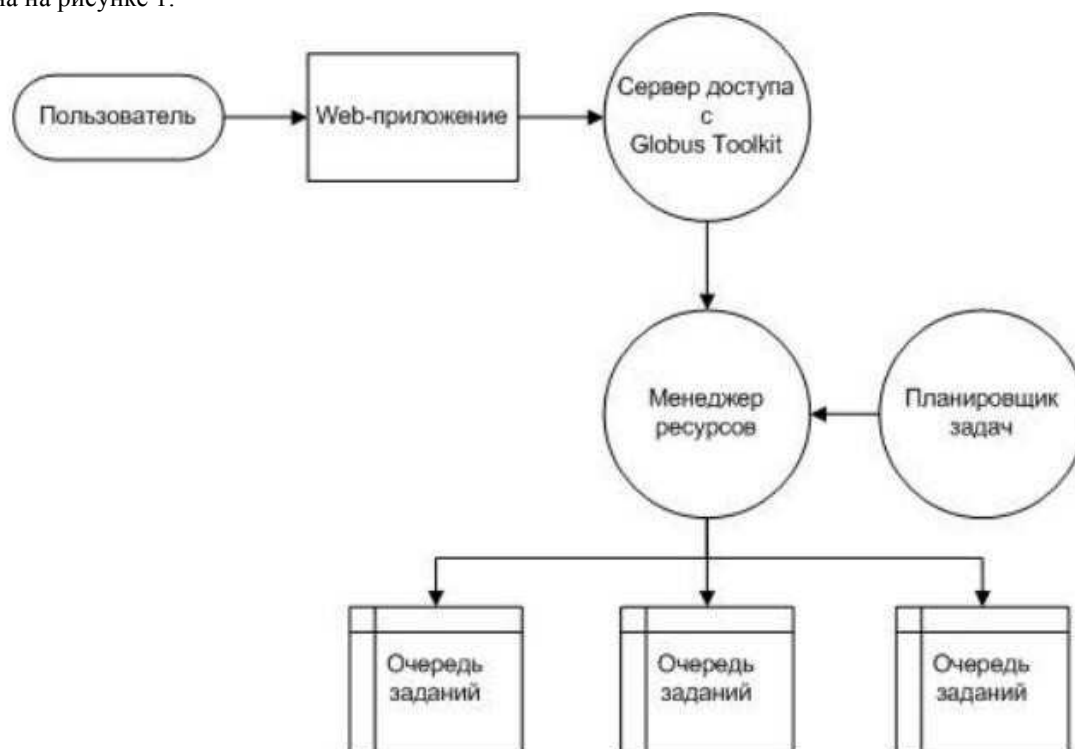 на на рисунке 1.
Пользователь
Web-приложение
Сервер доступа
с
Globus Toolkit
Менеджер
ресурсов
Планировщик
задач
Очередь
заданий
Очередь
заданий
Очередь
заданий